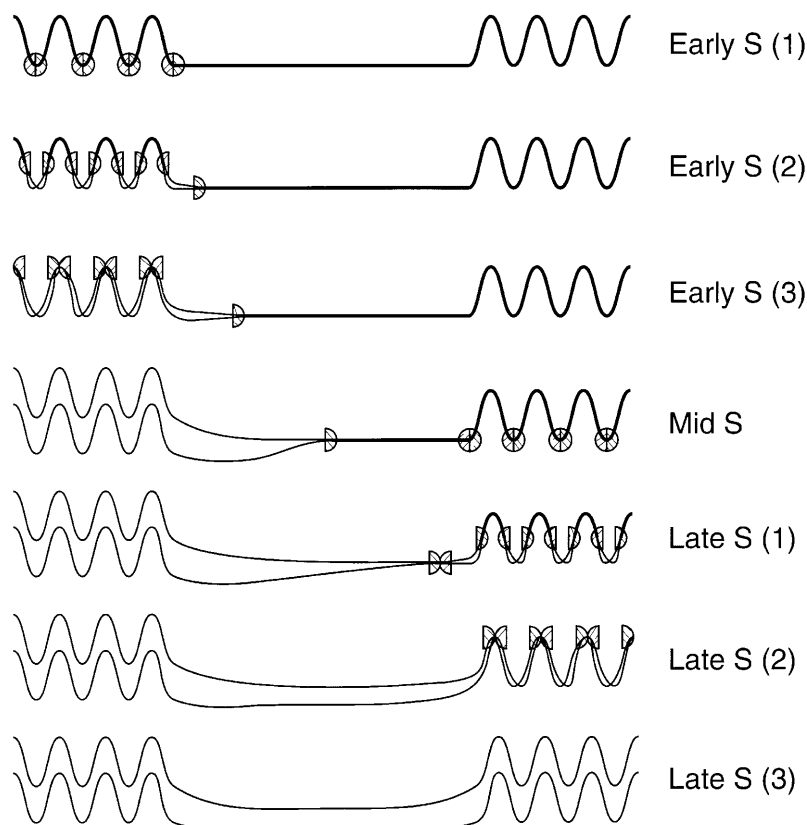 Early S (1)
Early S (2)
Early S (3)
Mid S
Late S (1)
Late S (2)
Late S (3)